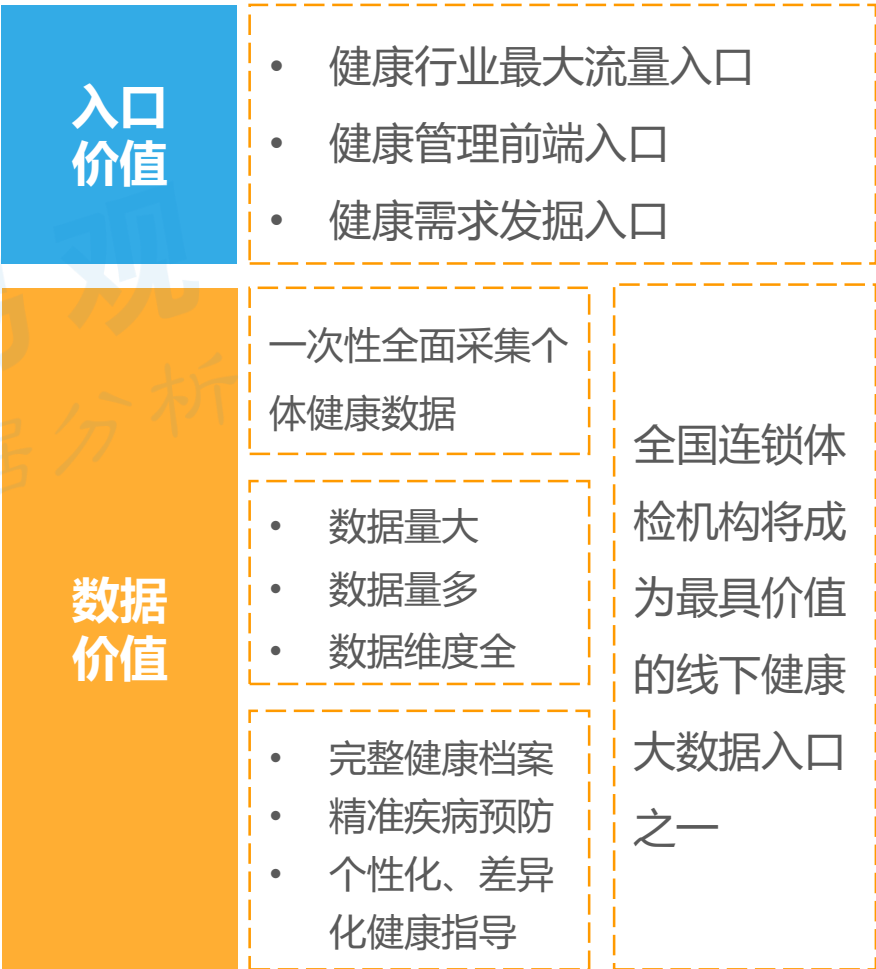 入口
价值
• 健康行业最大流量入口
• 健康管理前端入口
• 健康需求发掘入口
数据
价值
一次性全面采集个
体健康数据
• 数据量大
• 数据量多
• 数据维度全
• 完整健康档案
• 精准疾病预防
• 个性化、差异
化健康指导
全国连锁体
检机构将成
为最具价值
的线下健康
大数据入口
之一
观
据分析